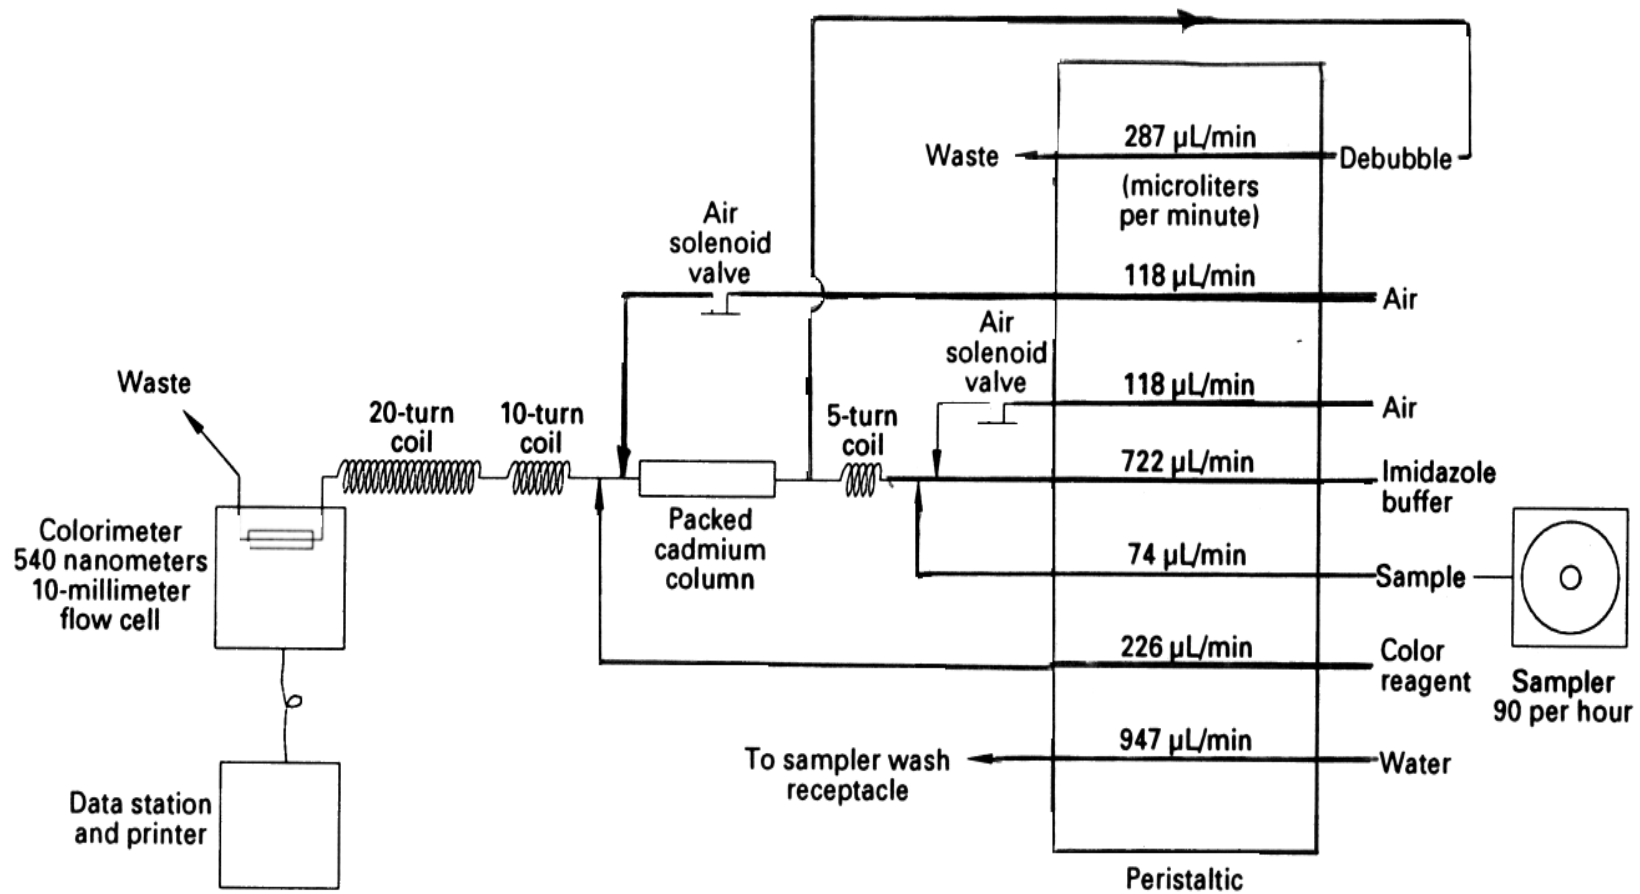 287 µL/min
Waste
Debubble
(microliters
per minute)
Air
solenoid
valve
118 µL/min
Air
Air
solenoid
valve
118 µL/min
Air
Waste
20-turn
coil
10-turn
coil
5-turn
coil
722 µL/min
Imidazole
buffer
Colorimeter
540 nanometers
10-millimeter
flow cell
Packed
cadmium
column
74 µL/min
Sample
226 µL/min
Color
reagent
Sampler
90 per hour
947 µL/min
To sampler wash
receptacle
Water
Data station
and printer
Peristaltic